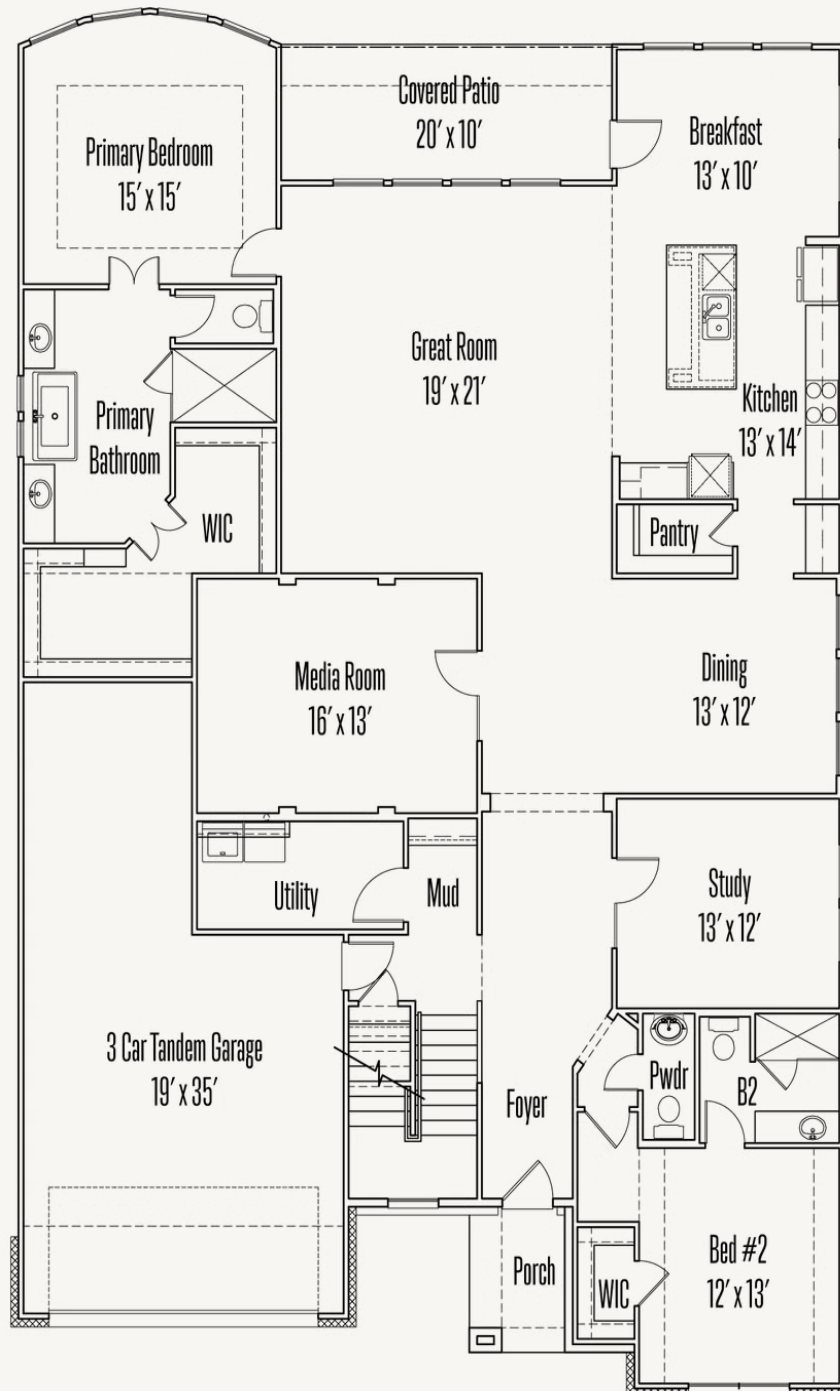 Covered Patio
20' x 10'
Breakfast
13' x 10'
Primary Bedroom
15' x 15'
Great Room
19' x 21'
Kitchen
13' x 14'
Primary
Bathroom
WIC
Pantry
Media Room
16' x 13'
Dining
13' x 12'
Utility
Mud
Study
13' x 12'
3 Car Tandem Garage
19' x 35'
Foyer
Pwdr
B2
Porch
WIC
Bed #2
12' x 13'